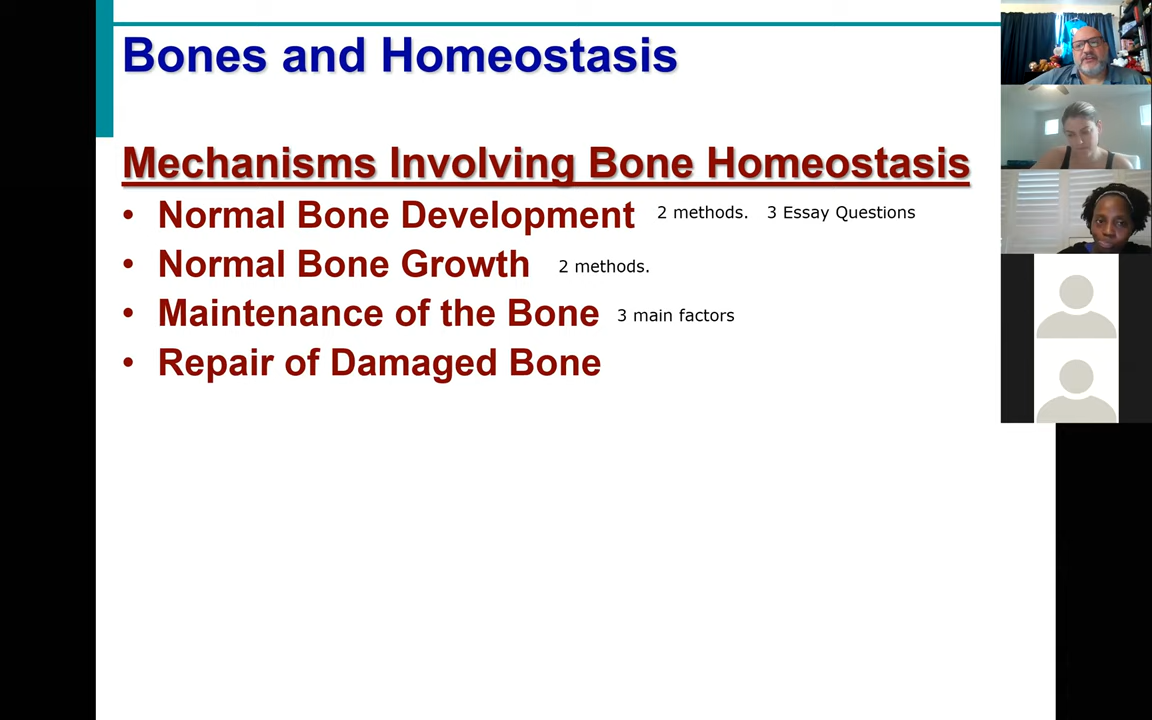 Bones and Homeostasis
Mechanisms Involving Bone Homeostasis
• Normal Bone Development 2 methods. 3 Essay Questions
• Normal Bone Growth 2 methods.
• Maintenance of the Bone 3 main factors
• Repair of Damaged Bone